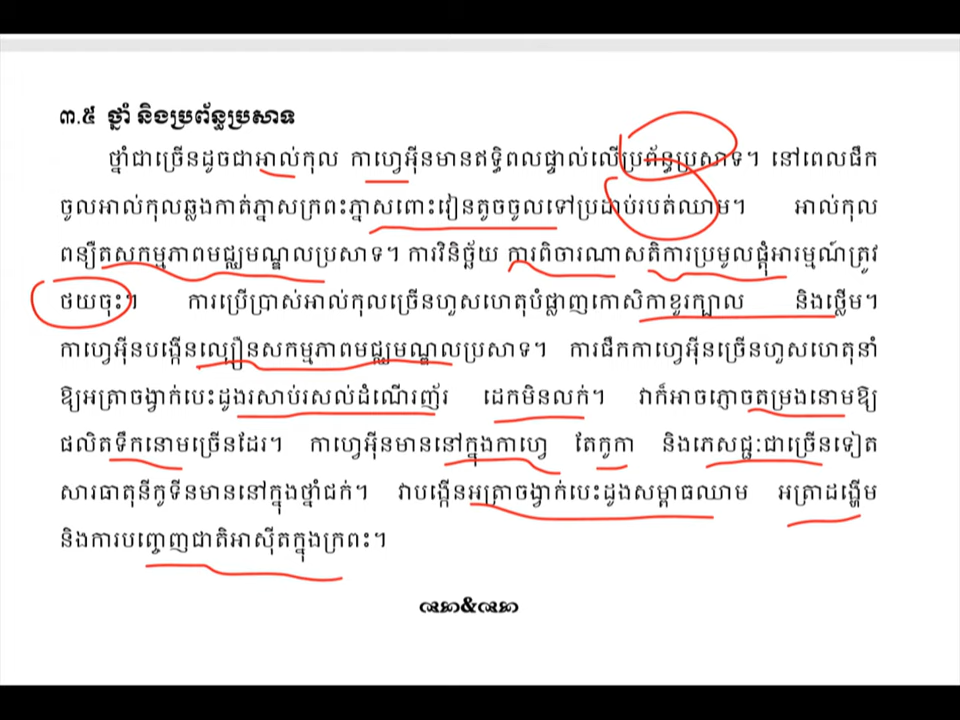 ៣.៥ ថ្នាំ និងប្រព័ន្ធប្រសាទ
ថ្នាំជាច្រើនដូចជាអាល់កុល កាហ្វេអ៊ីនមានឥទ្ធិពលផ្ទាល់លើប្រព័ន្ធប្រសាទ។ នៅពេលផឹក
ចូលអាល់កុលឆ្លងកាត់ភ្នាសក្រពះភ្នាសពោះវៀនតូចចូលទៅប្រដាប់របត់ឈាម។ អាល់កុល
ពន្យឺតសកម្មភាពមជ្ឈមណ្ឌលប្រសាទ។ ការវិនិច្ឆ័យ ការពិចារណាសតិការប្រមូលផ្តុំអារម្មណ៍ត្រូវ
ថយចុះ។ ការប្រើប្រាស់អាល់កុលច្រើនហួសហេតុបំផ្លាញកោសិកាខួរក្បាល និងថ្លើម។
កាហ្វេអ៊ីនបង្កើនល្បឿនសកម្មភាពមជ្ឈមណ្ឌលប្រសាទ។ ការផឹកកាហ្វេអ៊ីនច្រើនហួសហេតុនាំ
ឱ្យអត្រាចង្វាក់បេះដូងរសាប់រសល់ដំណើរញ័រ ដេកមិនលក់។ វាក៏អាចភ្ញោចតម្រងនោមឱ្យ
ផលិតទឹកនោមច្រើនដែរ។ កាហ្វេអ៊ីនមាននៅក្នុងកាហ្វេ តែកូកា និងភេសជ្ជៈជាច្រើនទៀត
សារធាតុនីកូទីនមាននៅក្នុងថ្នាំជក់។ វាបង្កើនអត្រាចង្វាក់បេះដូងសម្ពាធឈាម អត្រាដង្ហើម
និងការបញ្ចេញជាតិអាស៊ីតក្នុងក្រពះ។